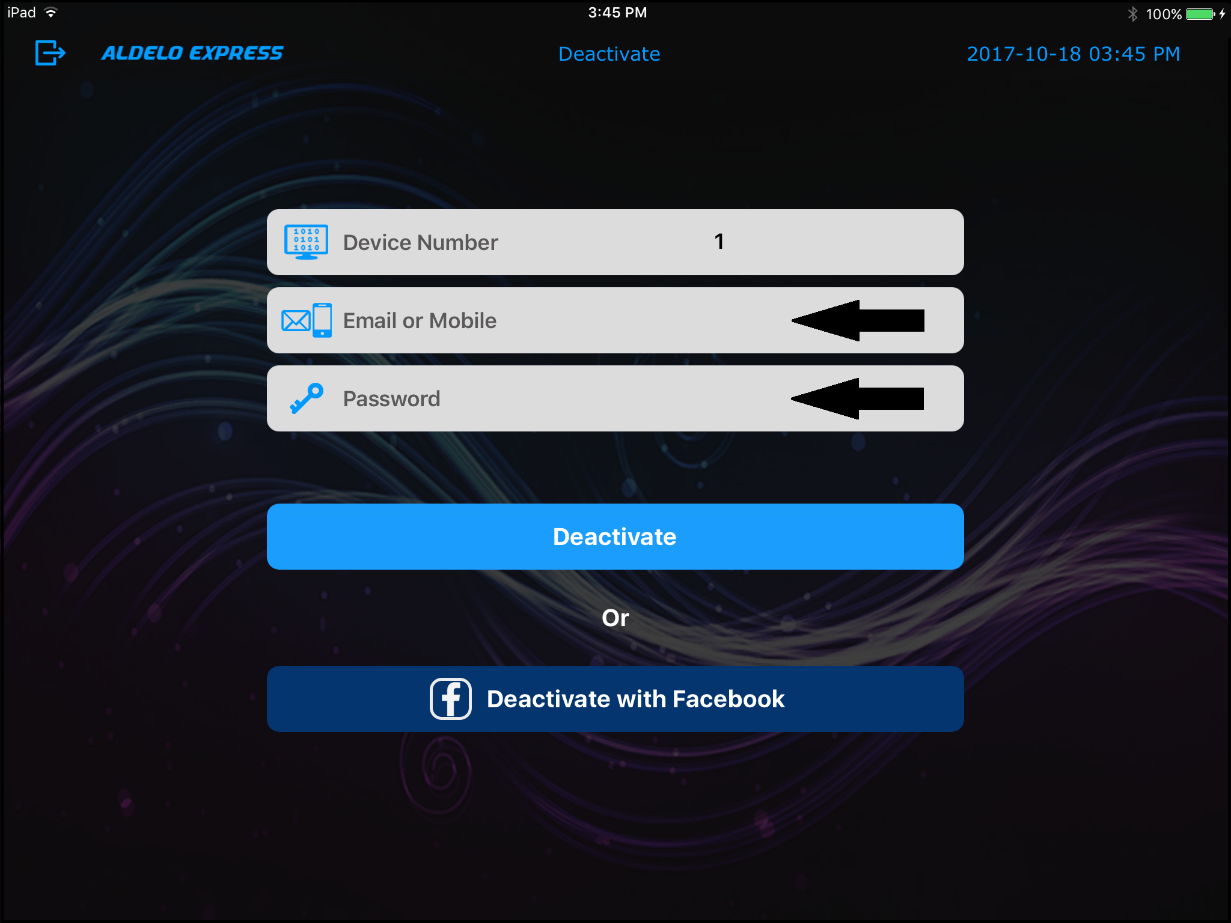 iPad 3:45 PM 100%
ALDELO EXPRESS Deactivate 2017-10-18 03:45 PM
1010
0101
1010
Device Number 1
Email or Mobile
Password
Deactivate
Or
f Deactivate with Facebook